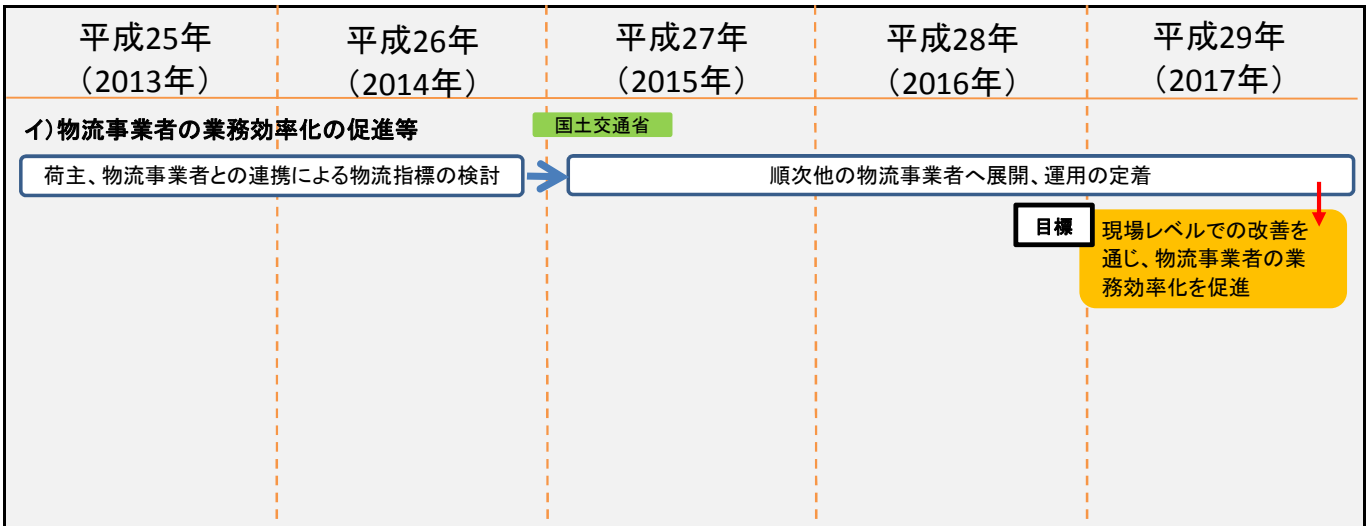 平成25年
（2013年）
平成26年
（2014年）
平成27年
（2015年）
平成28年
（2016年）
平成29年
（2017年）
イ）物流事業者の業務効率化の促進等
国土交通省
荷主、物流事業者との連携による物流指標の検討
順次他の物流事業者へ展開、運用の定着
目標
現場レベルでの改善を
通じ、物流事業者の業
務効率化を促進